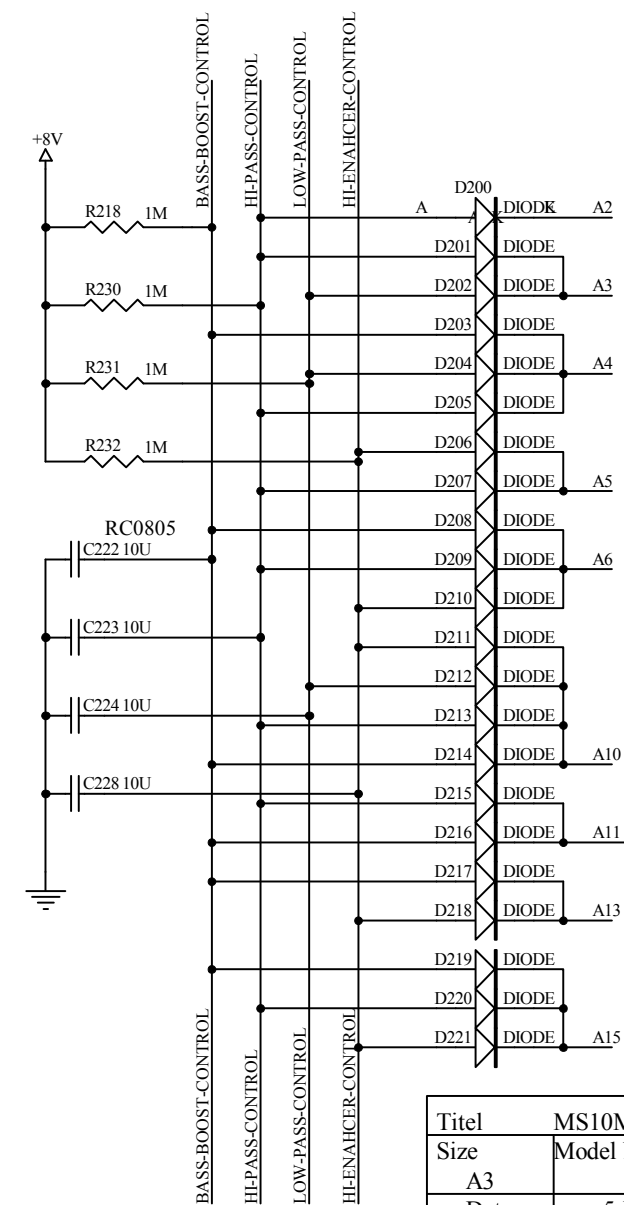 BASS-BOOST-CONTROL
HI-PASS-CONTROL
LOW-PASS-CONTROL
HI-ENAHCER-CONTROL
+8V
R218 1M
R230 1M
R231 1M
R232 1M
RC0805
C222 10U
C223 10U
C224 10U
C228 10U
D200
A A K DIODE K A2
D201 DIODE
D202 DIODE A3
D203 DIODE
D204 DIODE A4
D205 DIODE
D206 DIODE
D207 DIODE A5
D208 DIODE
D209 DIODE A6
D210 DIODE
D211 DIODE
D212 DIODE
D213 DIODE
D214 DIODE A10
D215 DIODE
D216 DIODE A11
D217 DIODE
D218 DIODE A13
D219 DIODE
D220 DIODE
D221 DIODE A15
BASS-BOOST-CONTROL
HI-PASS-CONTROL
LOW-PASS-CONTROL
HI-ENAHCER-CONTROL
Titel MS10
Size Model
A3